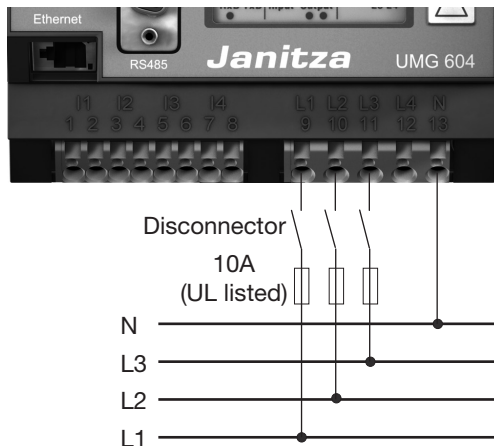 Ethernet
RS485
Janitza
UMG 604
I1 I2 I3 I4
L1 L2 L3 L4 N
1 2 3 4 5 6 7 8
9 10 11 12 13
Disconnector
10A
(UL listed)
N
L3
L2
L1